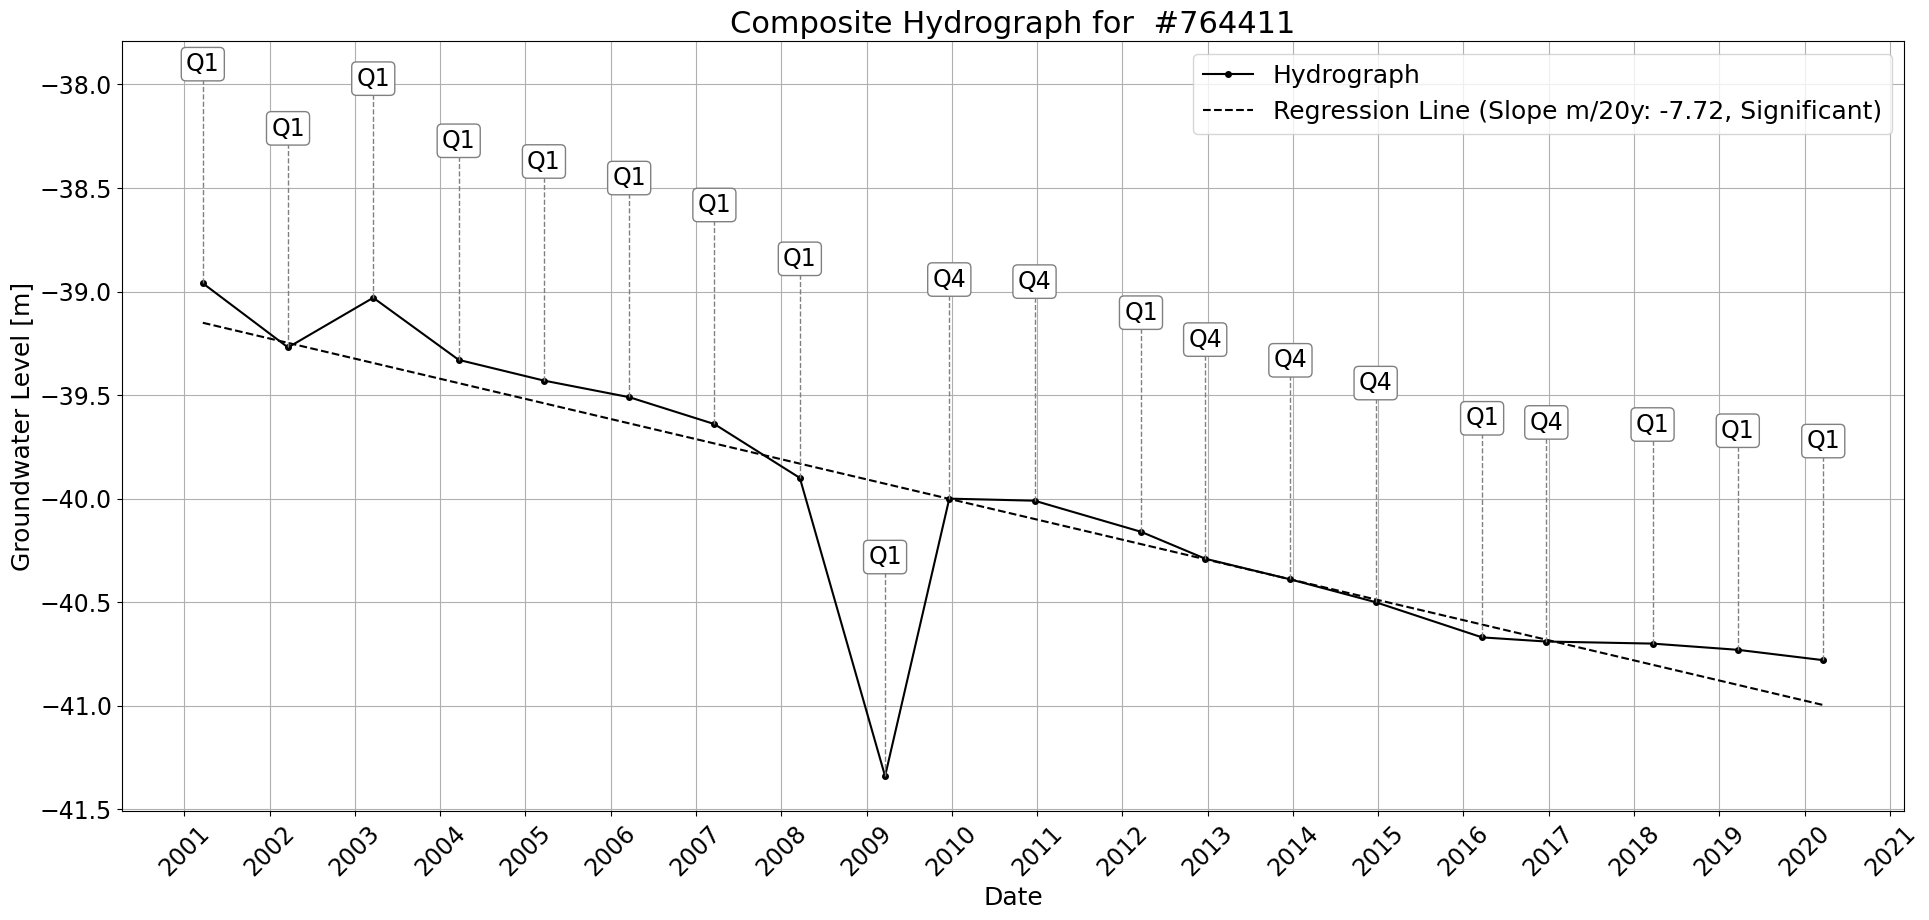 Composite Hydrograph for  #764411
Hydrograph
Regression Line (Slope m/20y: -7.72, Significant)
Groundwater Level [m]
−38.0
−38.5
−39.0
−39.5
−40.0
−40.5
−41.0
−41.5
Q1
Q1
Q1
Q1
Q1
Q1
Q1
Q1
Q1
Q4
Q4
Q1
Q4
Q4
Q4
Q1
Q4
Q1
Q1
Q1
2001
2002
2003
2004
2005
2006
2007
2008
2009
2010
2011
2012
2013
2014
2015
2016
2017
2018
2019
2020
2021
Date